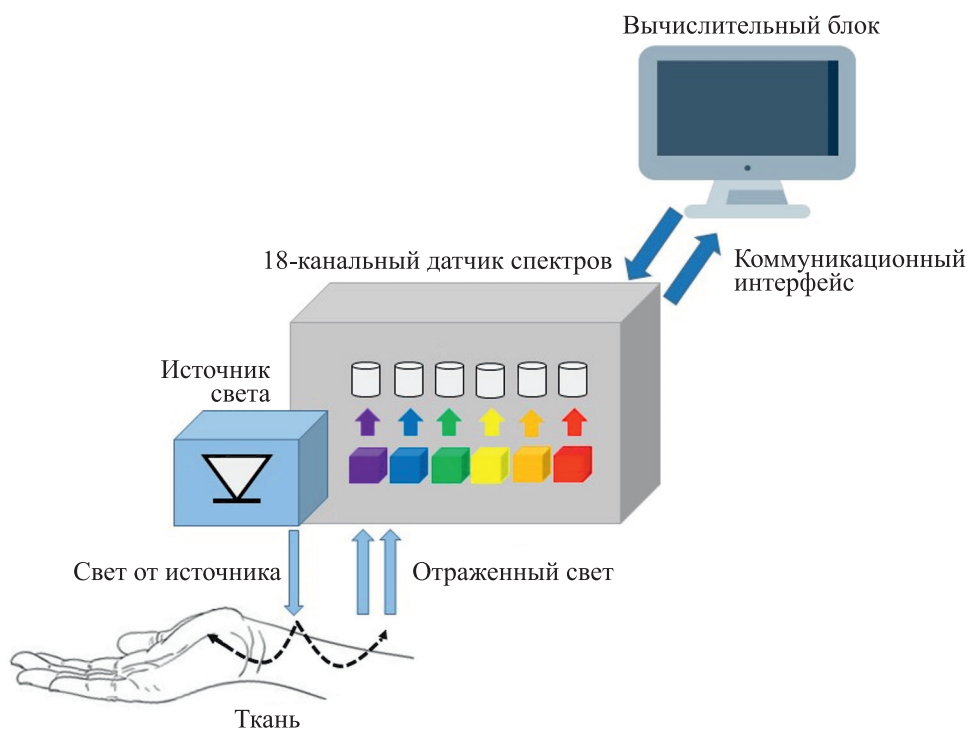 Вычислительный блок
18-канальный датчик спектров
Коммуникационный
интерфейс
Источник
света
Свет от источника
Отраженный свет
Ткань